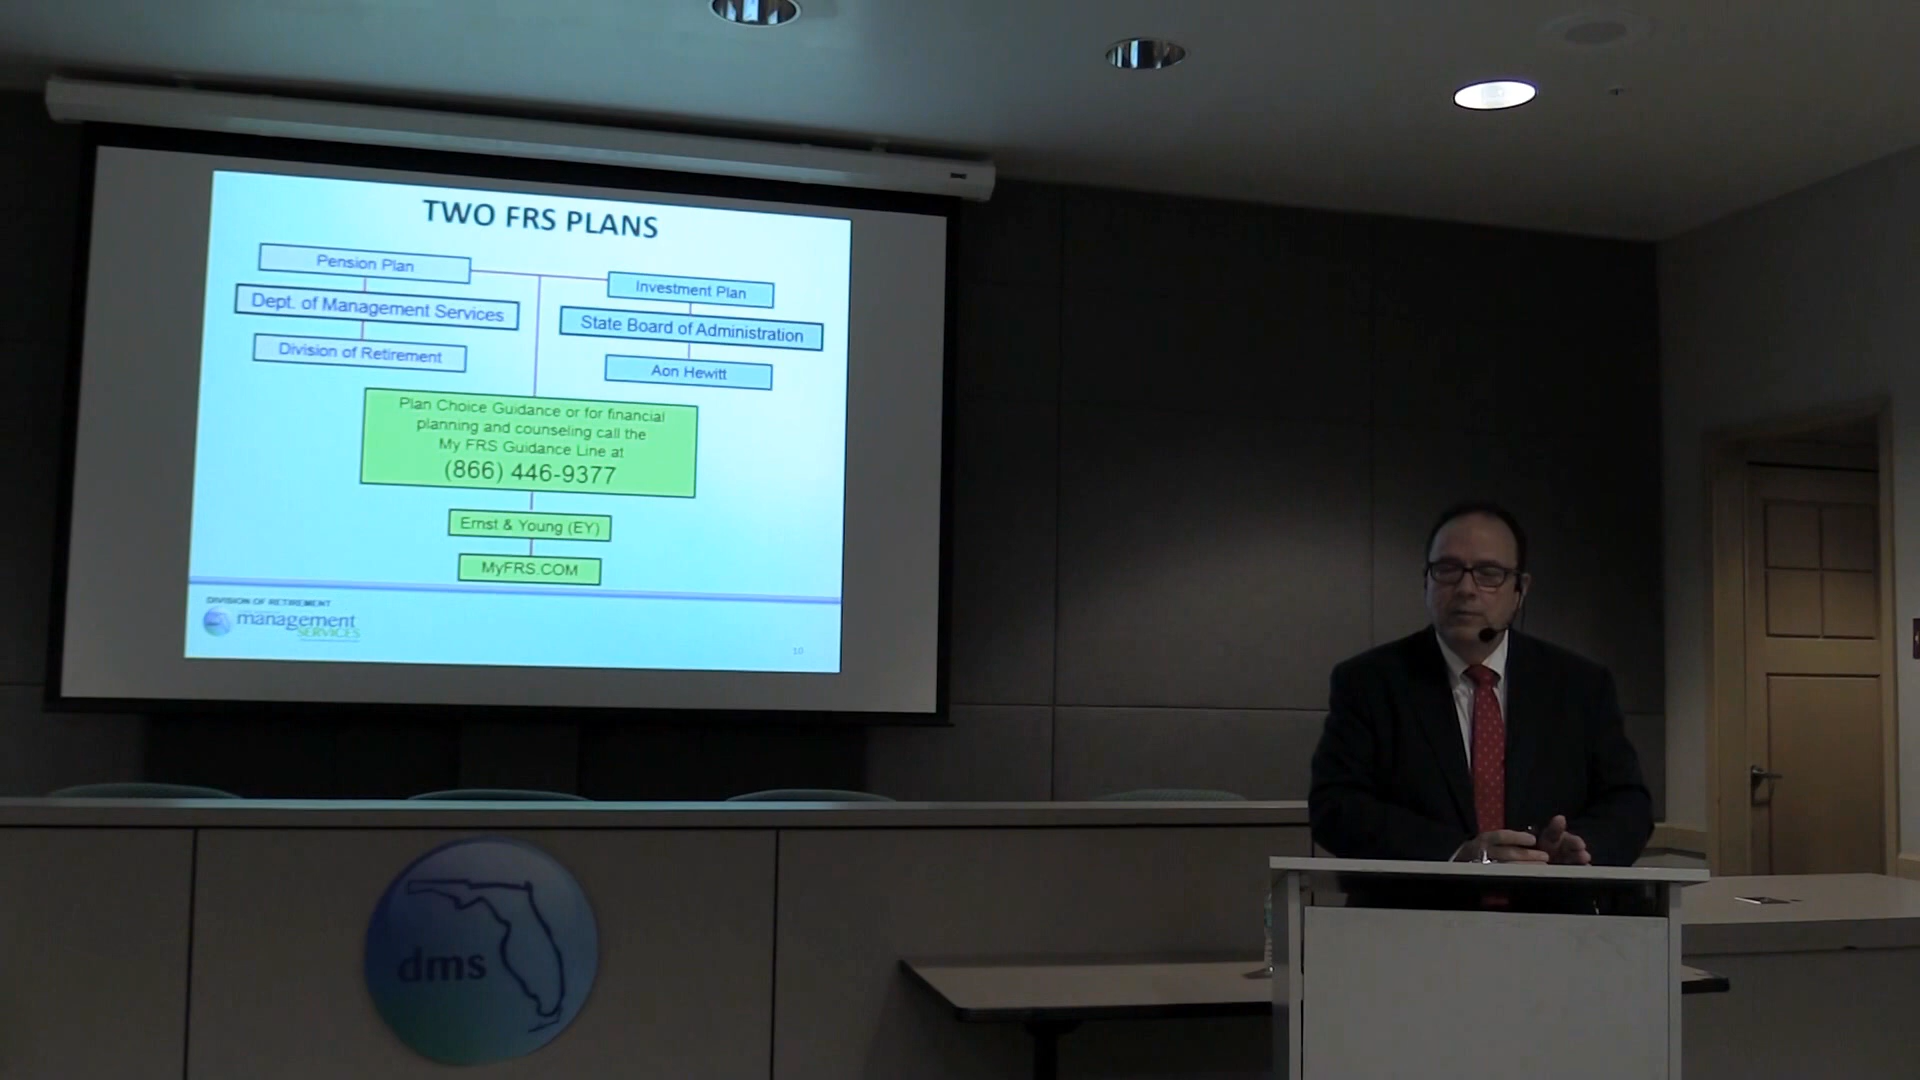 TWO FRS PLANS
Pension Plan
Investment Plan
Dept. of Management Services
State Board of Administration
Division of Retirement
Aon Hewitt
Plan Choice Guidance or for financial
planning and counseling call the
My FRS Guidance Line at
(866) 446-9377
Ernst & Young (EY)
MyFRS.COM
DIVISION OF RETIREMENT
management
SERVICES
10
dms